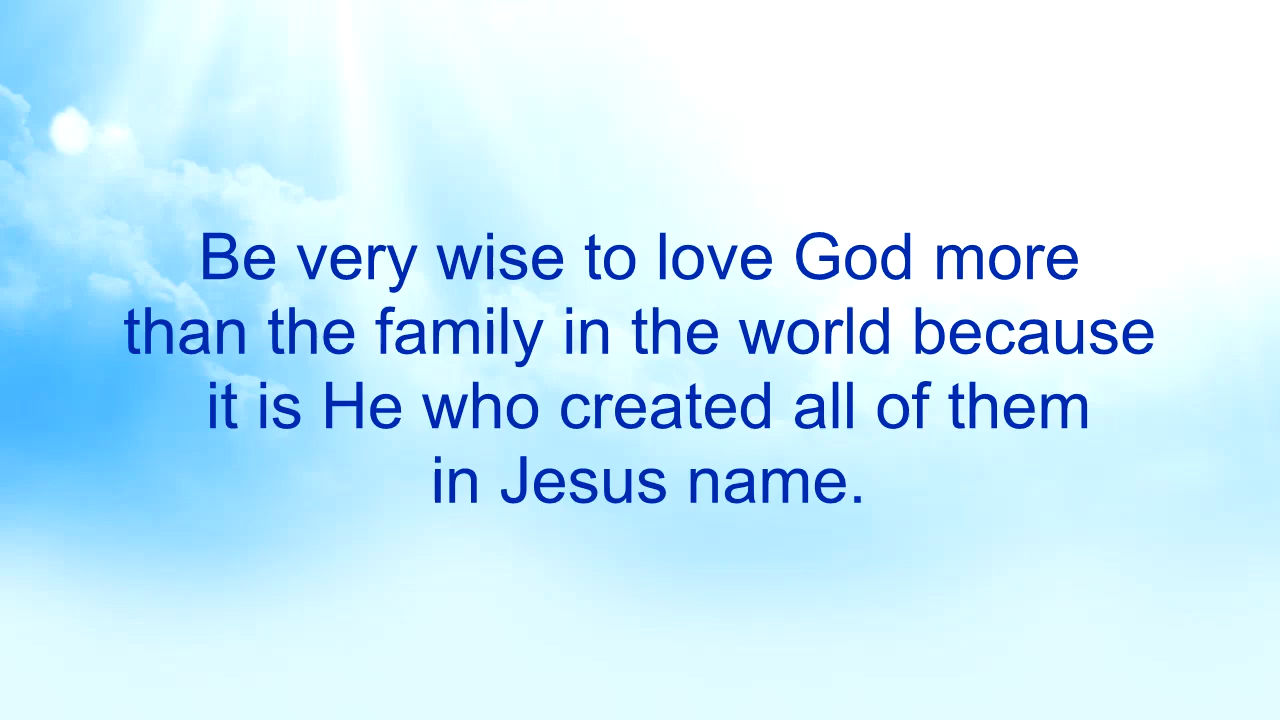 Be very wise to love God more
than the family in the world because
it is He who created all of them
in Jesus name.